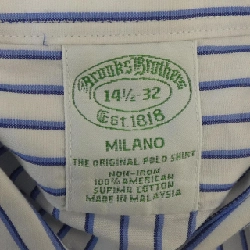 Brooks Brothers
14½-32
Est 1818
MILANO
THE ORIGINAL POLO SHIRT
NON-IRON
100% AMERICAN
SUPIMA COTTON
MADE IN MALAYSIA